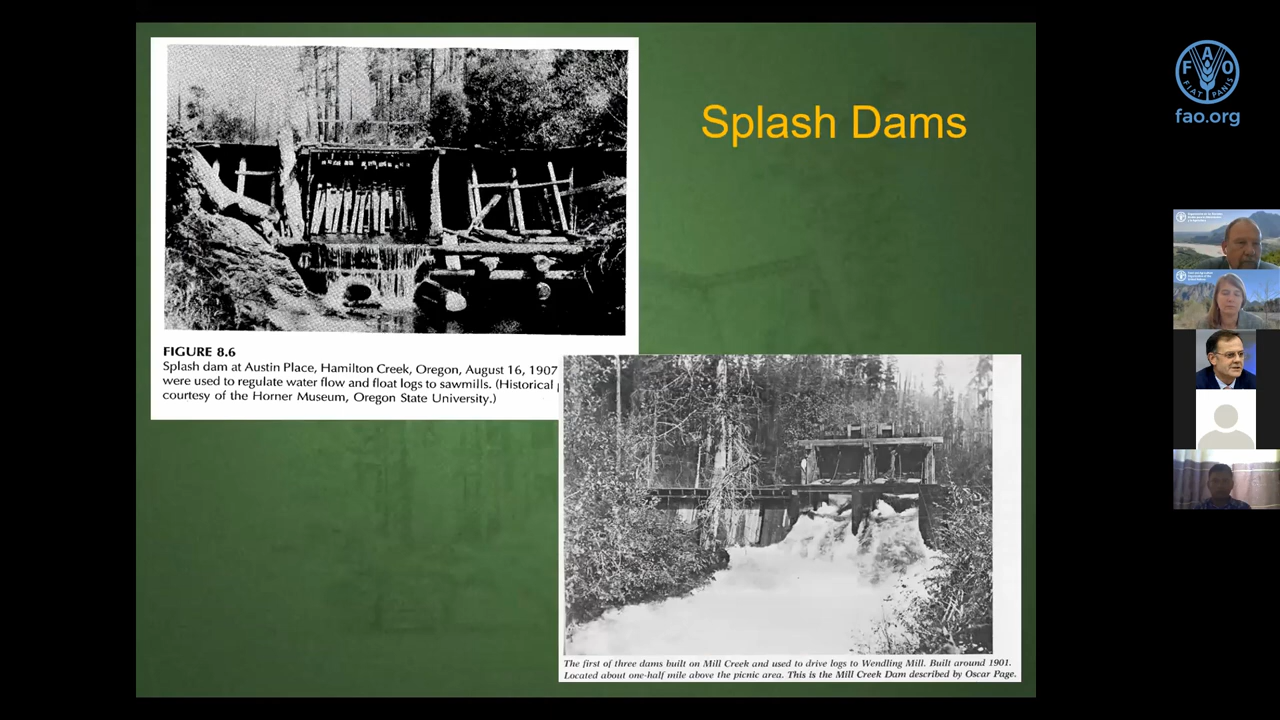 Splash Dams
FIGURE 8.6
Splash dam at Austin Place, Hamilton Creek, Oregon, August 16, 1907
were used to regulate water flow and float logs to sawmills. (Historical
courtesy of the Horner Museum, Oregon State University.)
The first of three dams built on Mill Creek and used to drive logs to Wendling Mill. Built around 1901.
Located about one-half mile above the picnic area. This is the Mill Creek Dam described by Oscar Page.
F A O
FIAT PANIS
fao.org